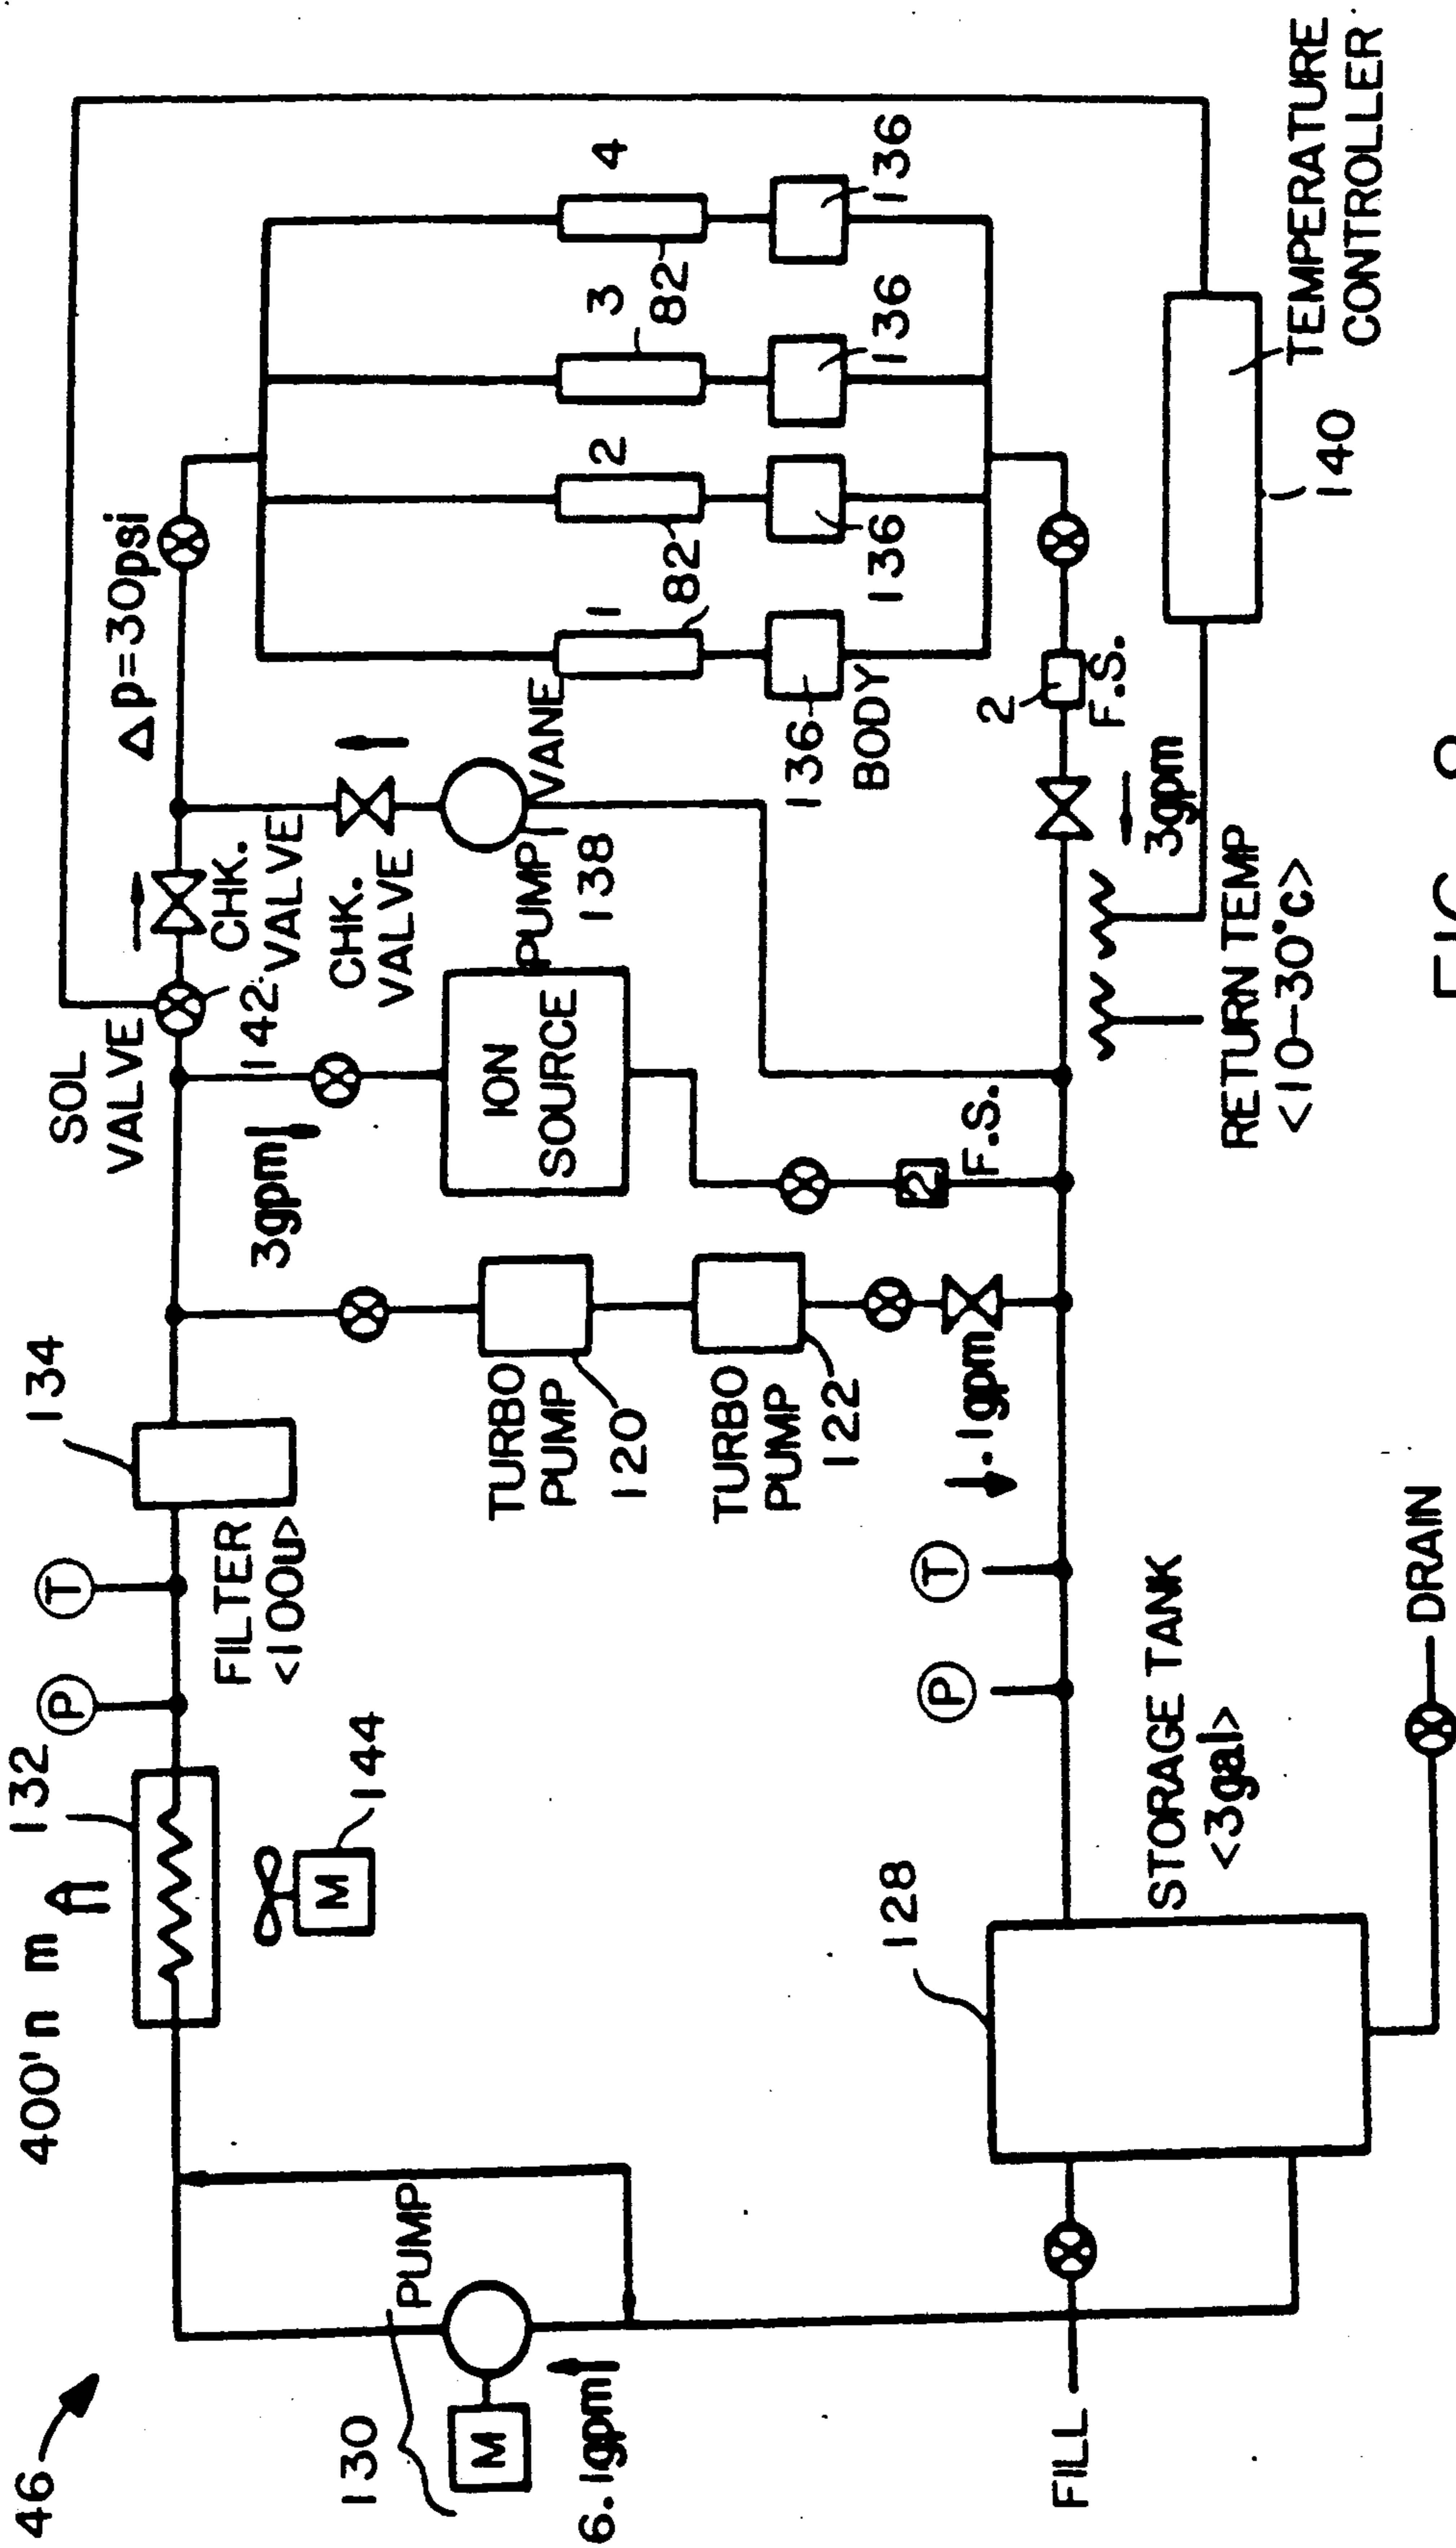 46
400'n m
132
P
T
134
SOL
VALVE
142
CHK.
VALVE
Δp=30psi
130
PUMP
M
6.1gpm
M
144
FILTER
<100u>
3gpm
ION
SOURCE
CHK.
VALVE
PUMP
138
VANE
1
2
3
4
82
82
82
TURBO
PUMP
120
TURBO
PUMP
122
.1gpm
2
F.S.
136
BODY
136
136
136
2
F.S.
3gpm
P
T
RETURN TEMP
<10-30°c>
140
TEMPERATURE
CONTROLLER
128
STORAGE TANK
<3gal>
FILL
DRAIN